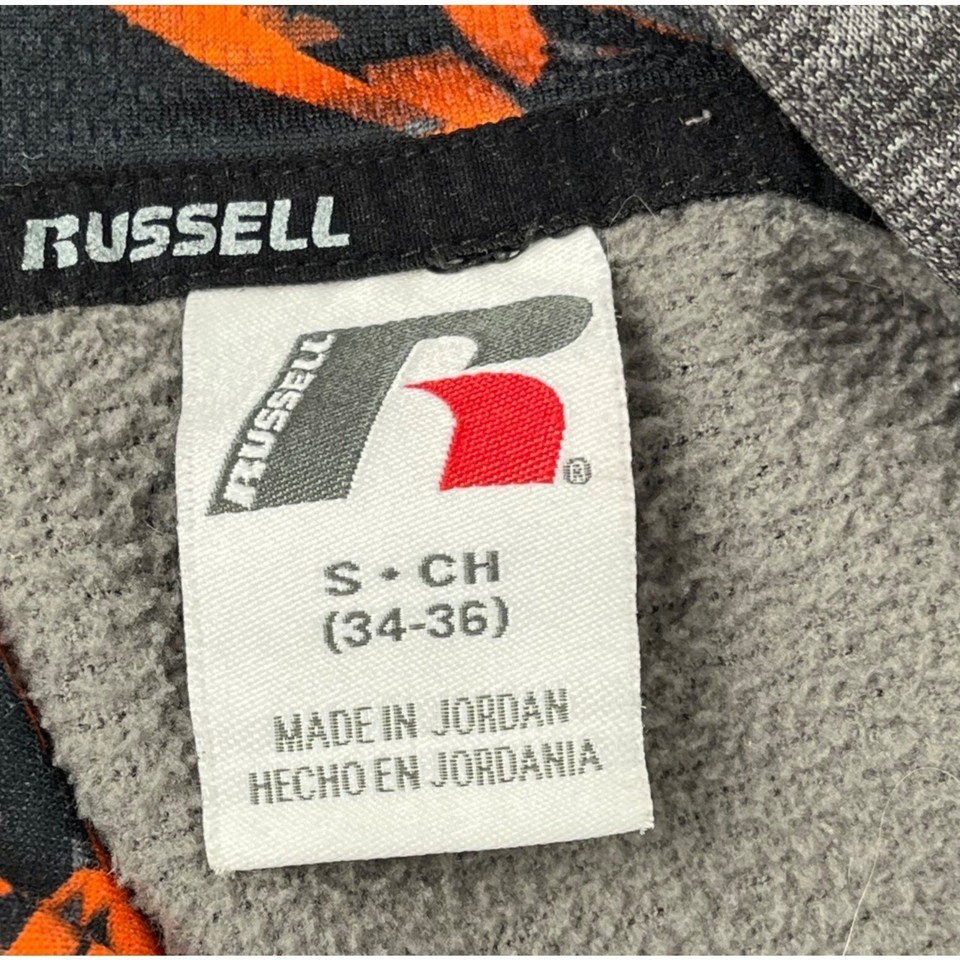 RUSSELL
RUSSELL
®
S • CH
(34-36)
MADE IN JORDAN
HECHO EN JORDANIA